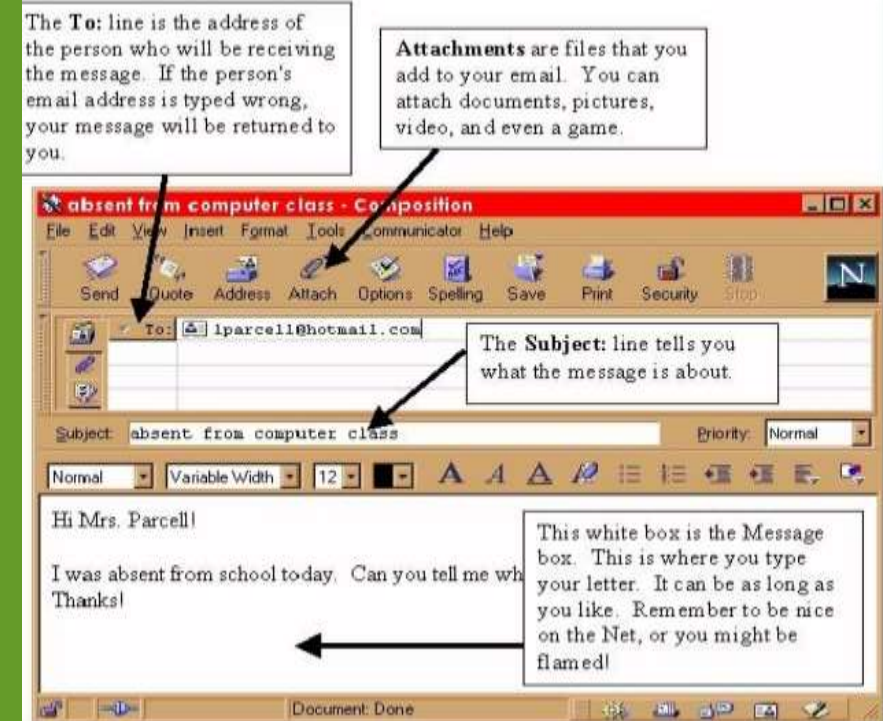 The To: line is the address of
the person who will be receiving
the message. If the person's
email address is typed wrong,
your message will be returned to
you.
Attachments are files that you
add to your email. You can
attach documents, pictures,
video, and even a game.
absent from computer class - Composition
File Edit View Insert Format Tools Communicator Help
Send Quote Address Attach Options Spelling Save Print Security Stop
N
To: lparcell@hotmail.com
The Subject: line tells you
what the message is about.
Subject: absent from computer class Priority: Normal
Normal Variable Width 12 A A A
Hi Mrs. Parcell!
I was absent from school today. Can you tell me wh
Thanks!
This white box is the Message
box. This is where you type
your letter. It can be as long as
you like. Remember to be nice
on the Net, or you might be
flamed!
Document: Done